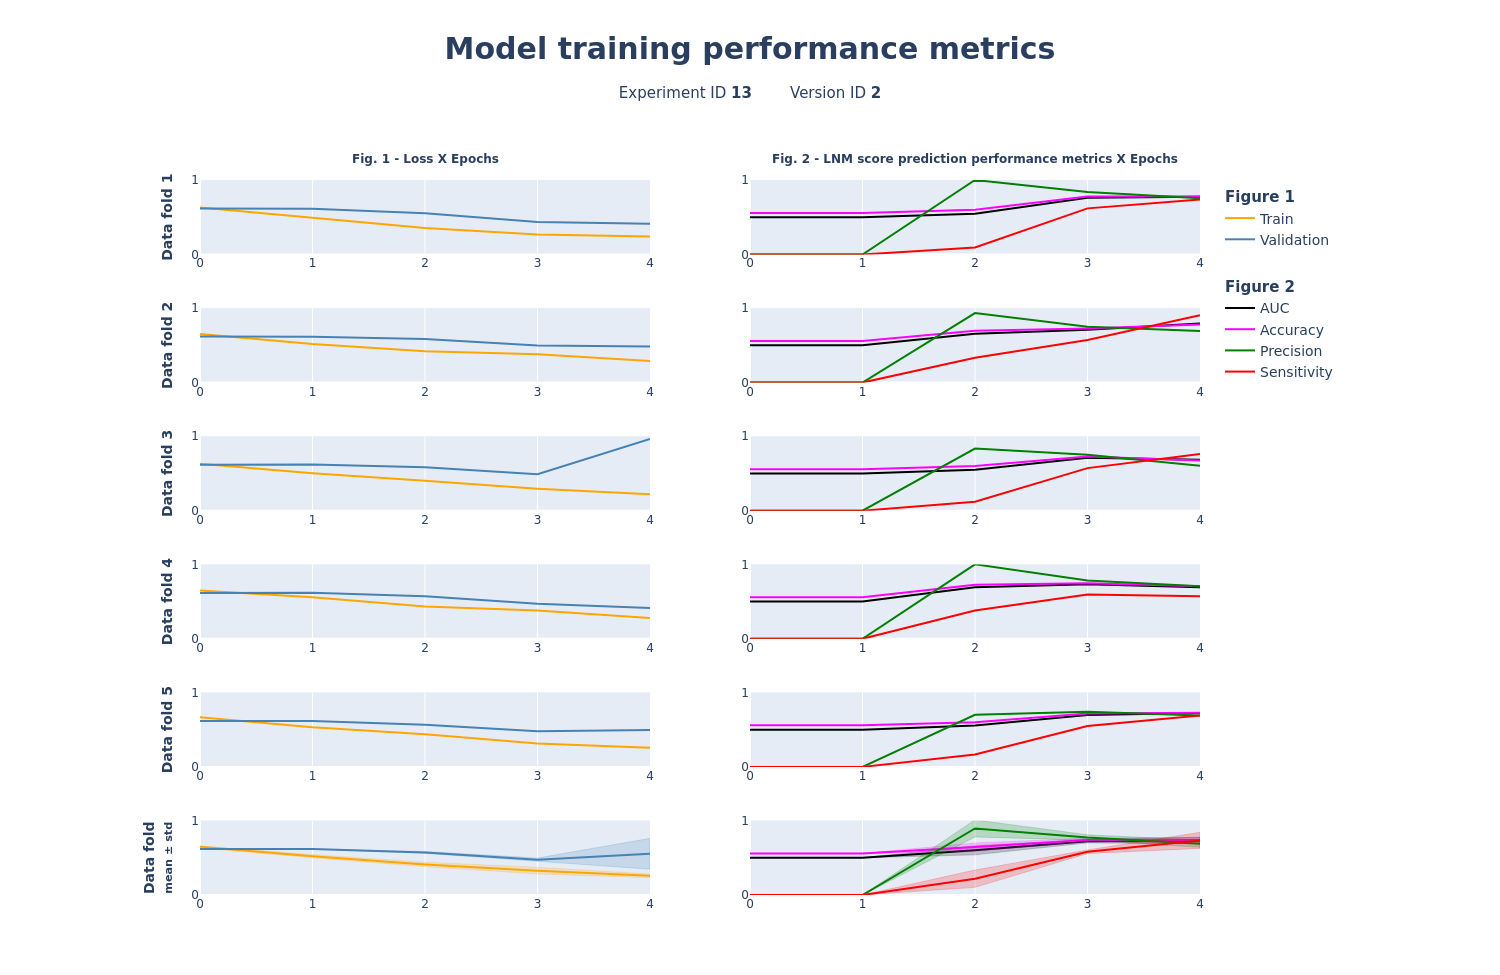 Model training performance metrics
Experiment ID 13 Version ID 2
Fig. 1 - Loss X Epochs
Fig. 2 - LNM score prediction performance metrics X Epochs
Data fold 1
1
0
0 1 2 3 4
1
0
0 1 2 3 4
Figure 1
Train
Validation
Figure 2
AUC
Accuracy
Precision
Sensitivity
Data fold 2
1
0
0 1 2 3 4
1
0
0 1 2 3 4
Data fold 3
1
0
0 1 2 3 4
1
0
0 1 2 3 4
Data fold 4
1
0
0 1 2 3 4
1
0
0 1 2 3 4
Data fold 5
1
0
0 1 2 3 4
1
0
0 1 2 3 4
Data fold
mean ± std
1
0
0 1 2 3 4
1
0
0 1 2 3 4